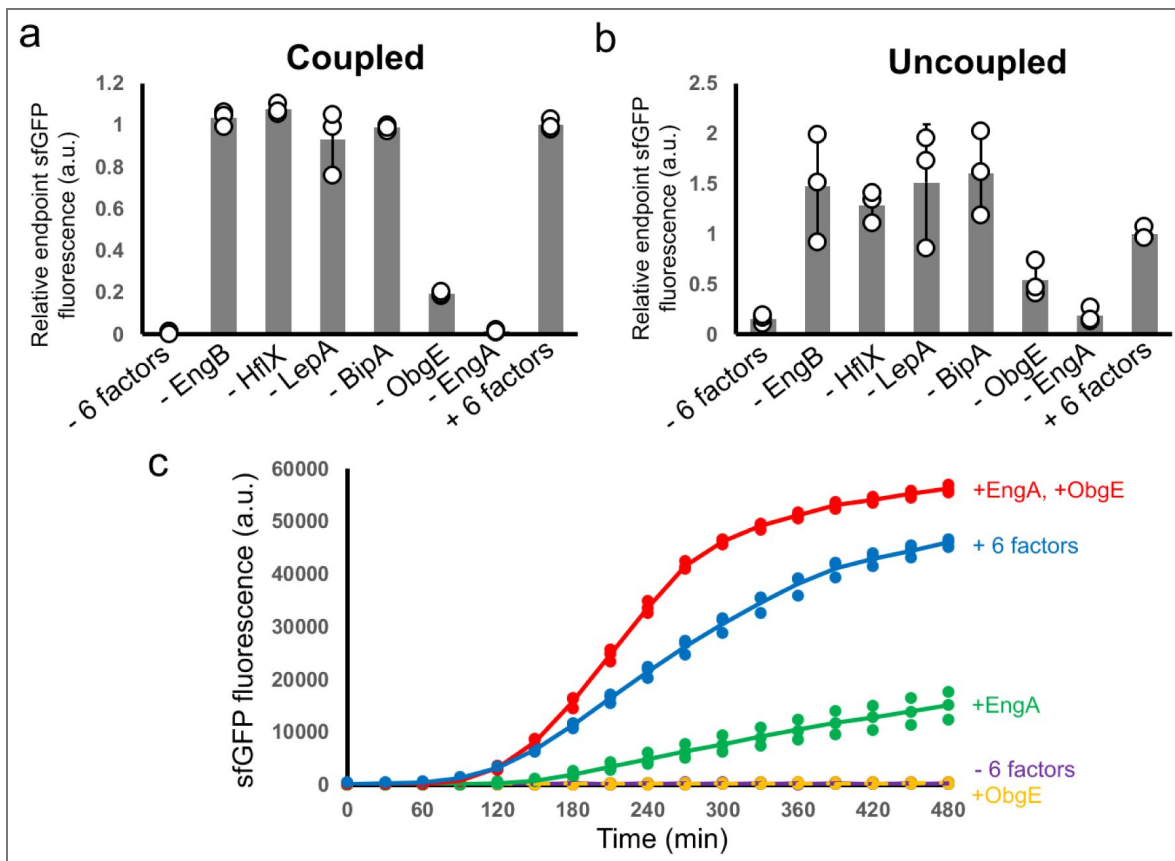 a
Coupled
Relative endpoint sfGFP
fluorescence (a.u.)
1.2
1
0.8
0.6
0.4
0.2
0
- 6 factors
- EngB
- HflX
- LepA
- BipA
- ObgE
- EngA
+ 6 factors
b
Uncoupled
Relative endpoint sfGFP
fluorescence (a.u.)
2.5
2
1.5
1
0.5
0
- 6 factors
- EngB
- HflX
- LepA
- BipA
- ObgE
- EngA
+ 6 factors
c
sfGFP fluorescence (a.u.)
60000
50000
40000
30000
20000
10000
0
+EngA, +ObgE
+ 6 factors
+EngA
- 6 factors
+ObgE
0 60 120 180 240 300 360 420 480
Time (min)